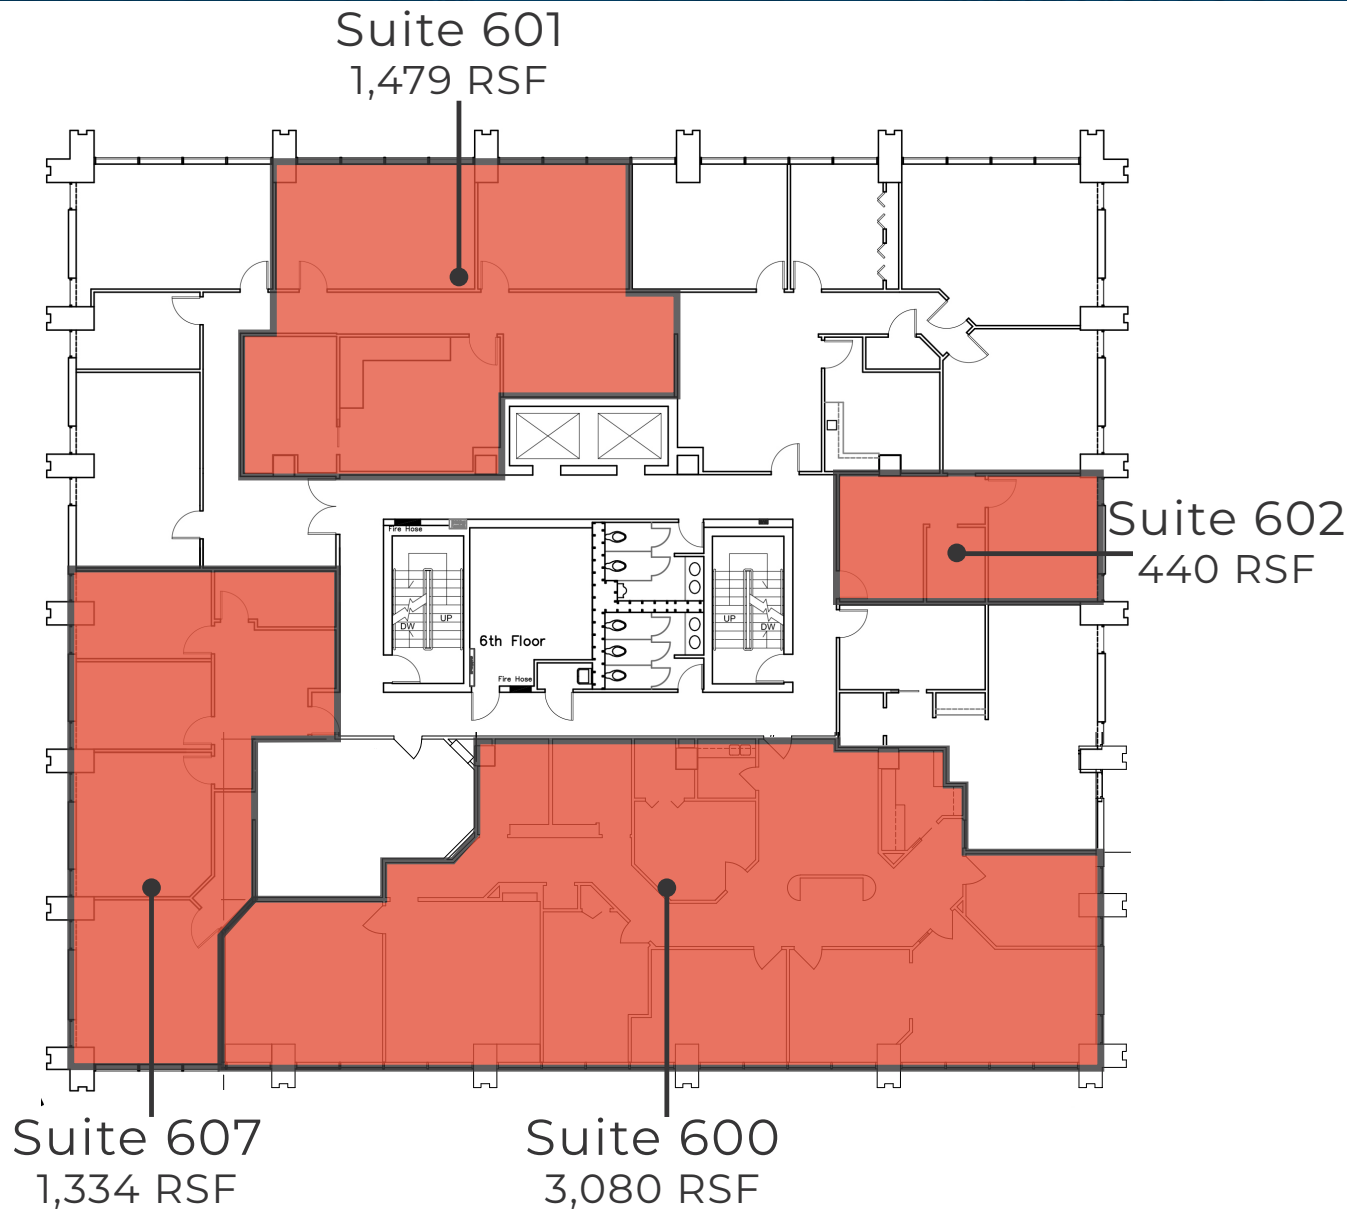 Suite 601
1,479 RSF
Fire Hose
Suite 602
440 RSF
UP
DW
6th Floor
UP
DW
Fire Hose
Suite 607
1,334 RSF
Suite 600
3,080 RSF